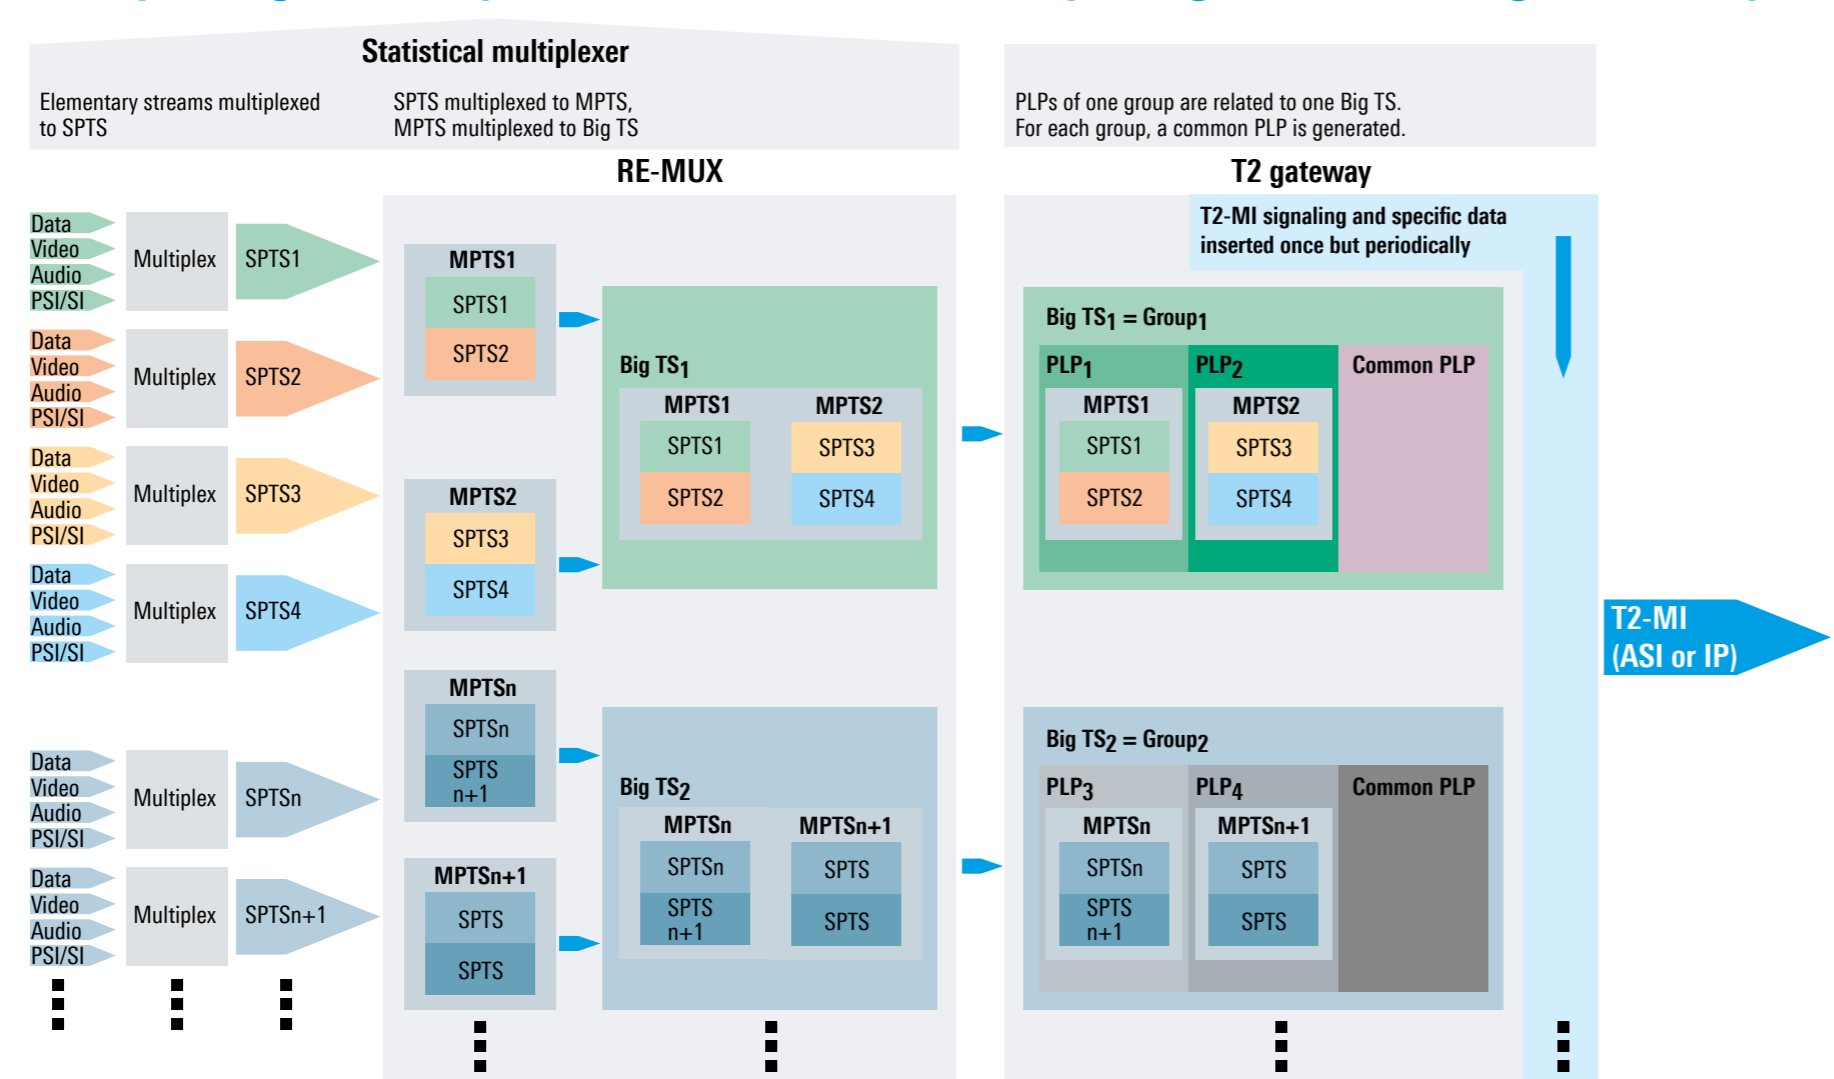 Statistical multiplexer
Elementary streams multiplexed
to SPTS
SPTS multiplexed to MPTS,
MPTS multiplexed to Big TS
PLPs of one group are related to one Big TS.
For each group, a common PLP is generated.
RE-MUX
T2 gateway
T2-MI signaling and specific data
inserted once but periodically
Data
Video
Audio
PSI/SI
Multiplex
SPTS1
Data
Video
Audio
PSI/SI
Multiplex
SPTS2
Data
Video
Audio
PSI/SI
Multiplex
SPTS3
Data
Video
Audio
PSI/SI
Multiplex
SPTS4
Data
Video
Audio
PSI/SI
Multiplex
SPTSn
Data
Video
Audio
PSI/SI
Multiplex
SPTSn+1
MPTS1
SPTS1
SPTS2
MPTS2
SPTS3
SPTS4
MPTSn
SPTSn
SPTS
n+1
MPTSn+1
SPTS
SPTS
Big TS1
MPTS1
SPTS1
SPTS2
MPTS2
SPTS3
SPTS4
Big TS2
MPTSn
SPTSn
SPTS
n+1
MPTSn+1
SPTS
SPTS
Big TS1 = Group1
PLP1
MPTS1
SPTS1
SPTS2
PLP2
MPTS2
SPTS3
SPTS4
Common PLP
Big TS2 = Group2
PLP3
MPTSn
SPTSn
SPTS
n+1
PLP4
MPTSn+1
SPTS
SPTS
Common PLP
T2-MI
(ASI or IP)